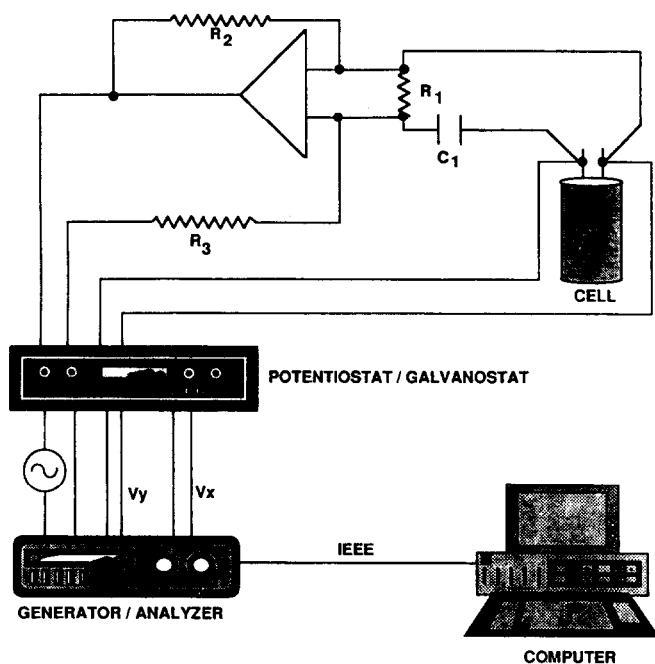 R2
R1
C1
R3
CELL
POTENTIOSTAT / GALVANOSTAT
Vy
Vx
IEEE
GENERATOR / ANALYZER
COMPUTER